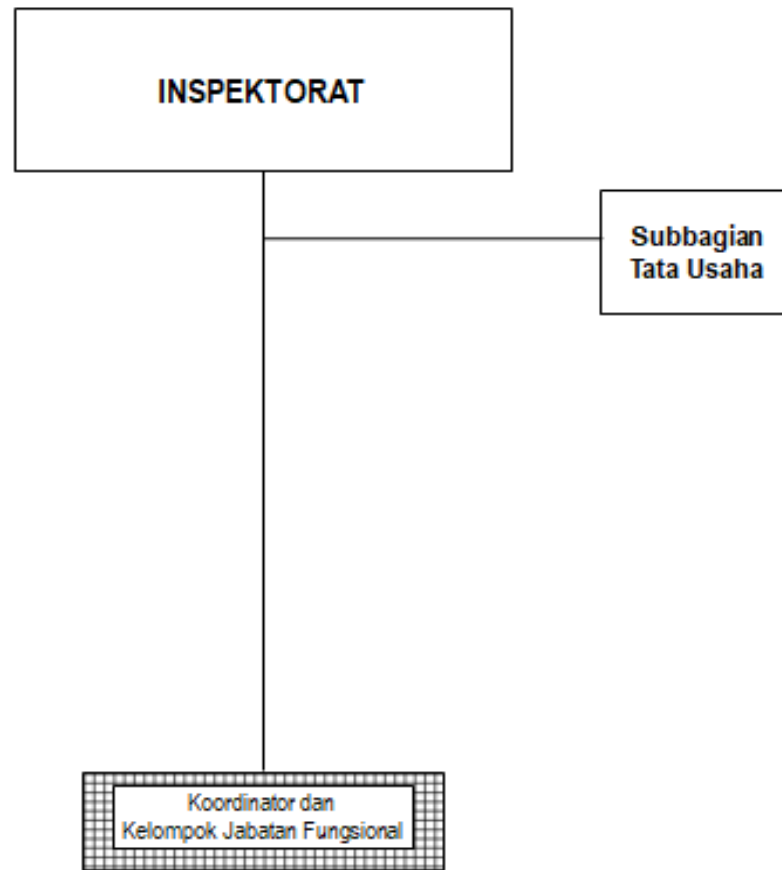 INSPEKTORAT
Subbagian
Tata Usaha
Koordinator dan
Kelompok Jabatan Fungsional